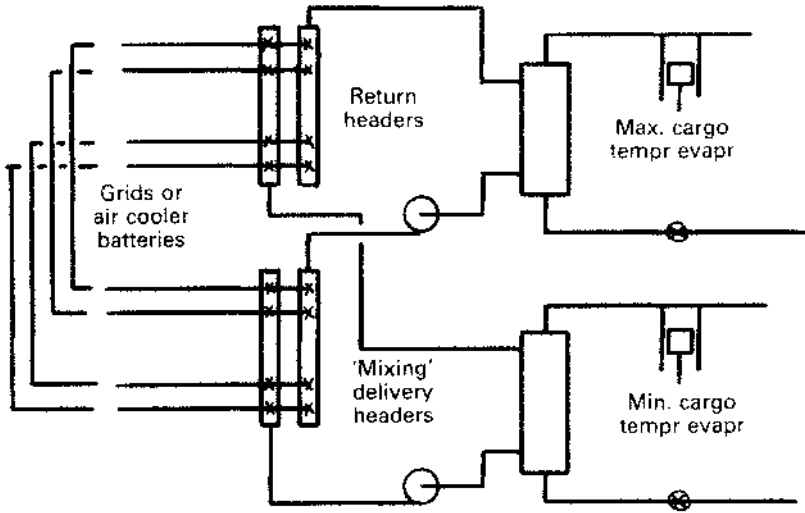 Return
headers
Max. cargo
tempr evapr
Grids or
air cooler
batteries
'Mixing'
delivery
headers
Min. cargo
tempr evapr